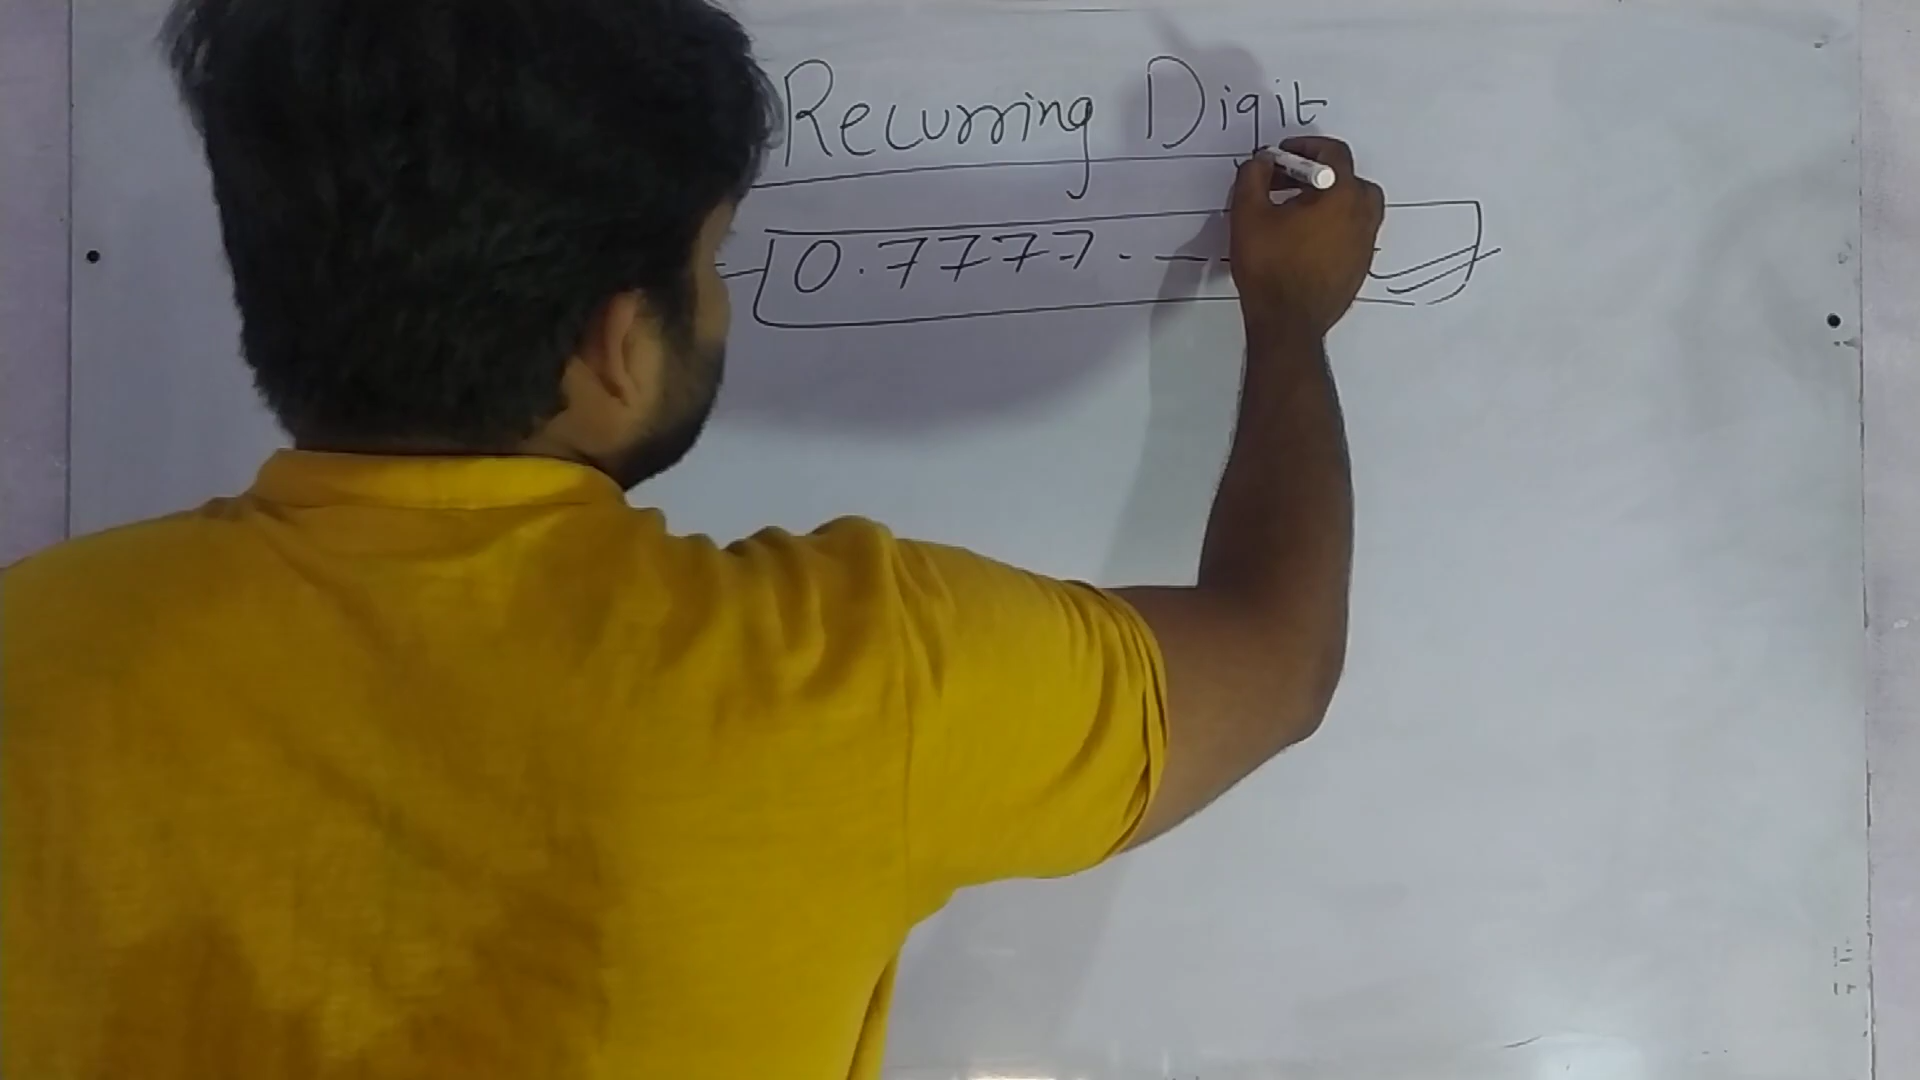 Recurring Digit
0.7777. — —